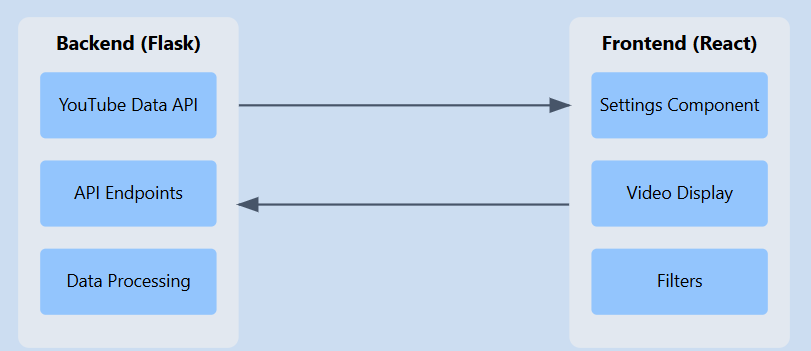 Backend (Flask)
YouTube Data API
API Endpoints
Data Processing
Frontend (React)
Settings Component
Video Display
Filters